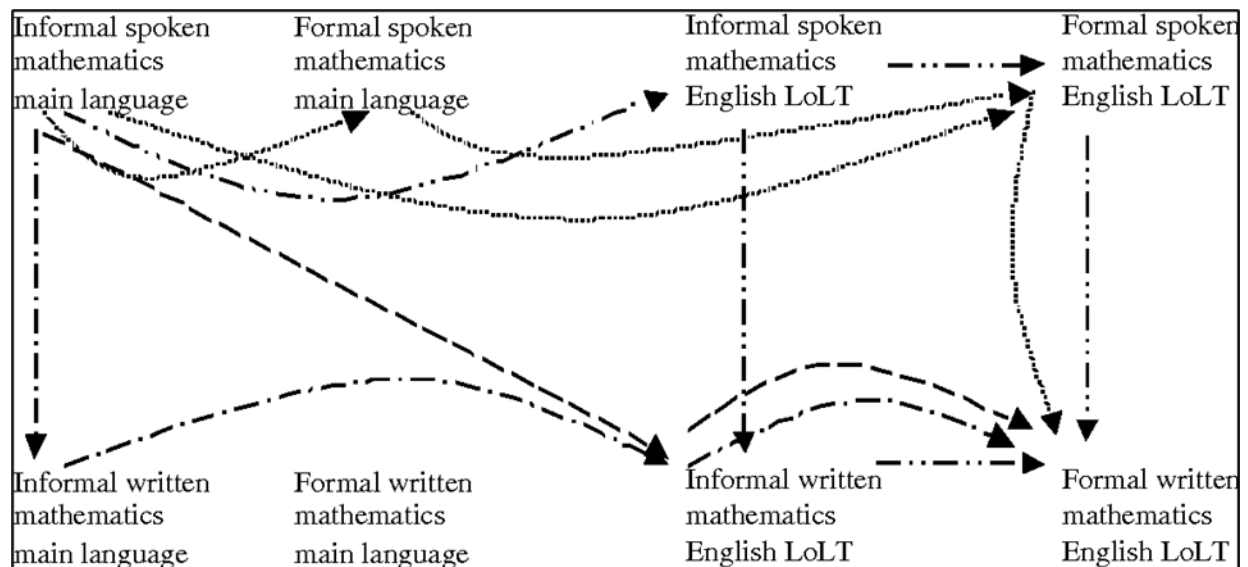 Informal spoken
mathematics
main language
Formal spoken
mathematics
main language
Informal spoken
mathematics
English LoLT
Formal spoken
mathematics
English LoLT
Informal written
mathematics
main language
Formal written
mathematics
main language
Informal written
mathematics
English LoLT
Formal written
mathematics
English LoLT